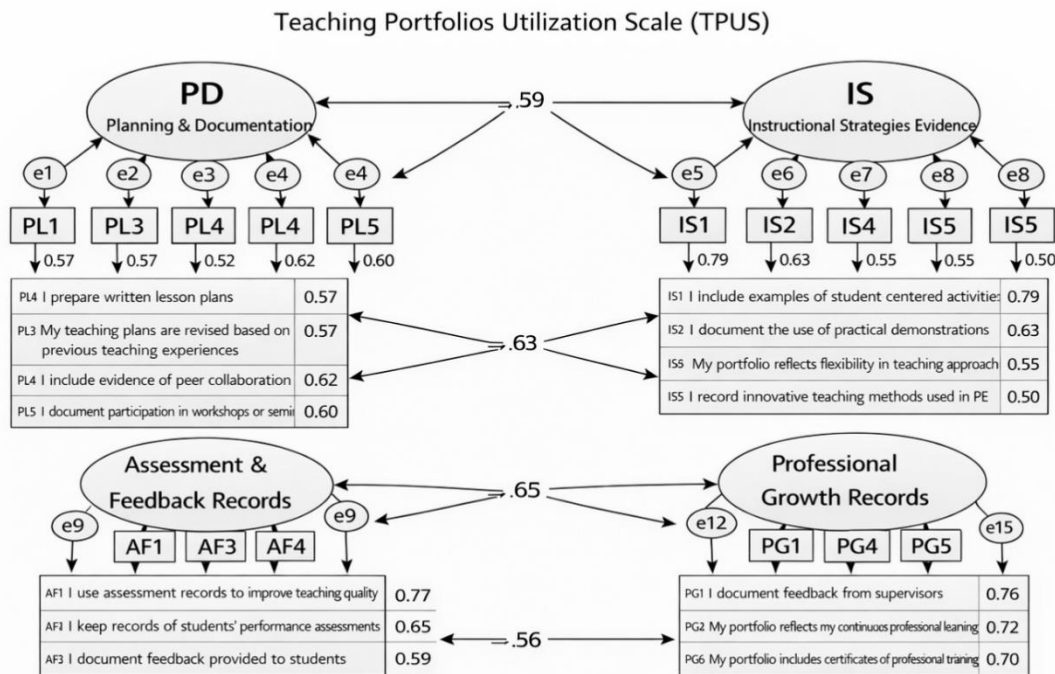 Teaching Portfolios Utilization Scale (TPUS)
PD
Planning & Documentation
.59
IS
Instructional Strategies Evidence
e1 e2 e3 e4 e4
e5 e6 e7 e8 e8
PL1 PL3 PL4 PL4 PL5
IS1 IS2 IS4 IS5 IS5
0.57 0.57 0.52 0.62 0.60
0.79 0.63 0.55 0.55 0.50
PL4 I prepare written lesson plans 0.57
PL3 My teaching plans are revised based on 0.57
previous teaching experiences
PL4 I include evidence of peer collaboration 0.62
PL5 I document participation in workshops or semi 0.60
.63
IS1 I include examples of student centered activities 0.79
IS2 I document the use of practical demonstrations 0.63
IS6 My portfolio reflects flexibility in teaching approach 0.55
IS5 I record innovative teaching methods used in PE 0.50
Assessment &
Feedback Records
.65
Professional
Growth Records
e9 e9
e12 e15
AF1 AF3 AF4
PG1 PG4 PG5
AF1 I use assessment records to improve teaching quality 0.77
I keep records of students' performance assessments 0.65
AF3 I document feedback provided to students 0.59
.56
PG1 I document feedback from supervisors 0.76
PG2 My portfolio reflects my continuous professional leaning 0.72
PG6 My portfolio includes certificates of professional traning 0.70